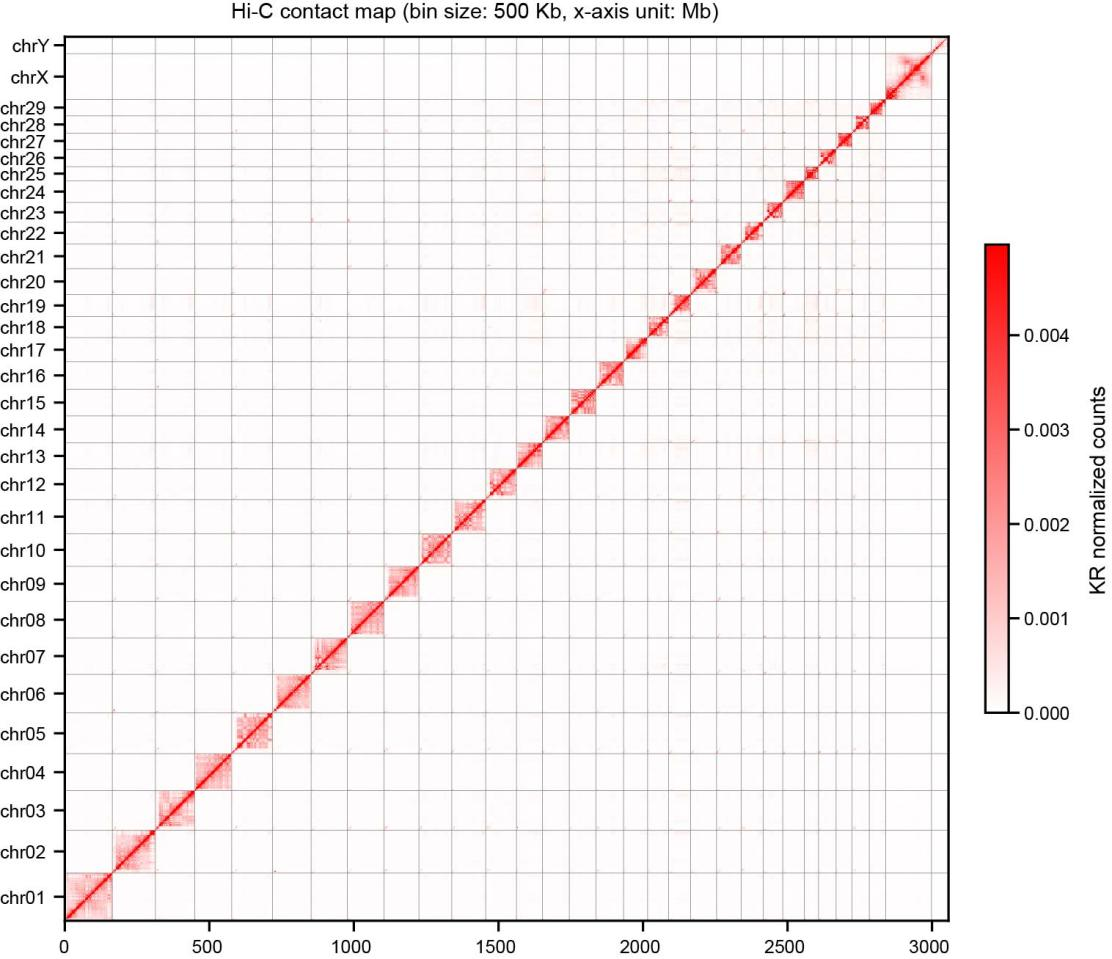 Hi-C contact map (bin size: 500 Kb, x-axis unit: Mb)
chrY
chrX
chr29
chr28
chr27
chr26
chr25
chr24
chr23
chr22
chr21
chr20
chr19
chr18
chr17
chr16
chr15
chr14
chr13
chr12
chr11
chr10
chr09
chr08
chr07
chr06
chr05
chr04
chr03
chr02
chr01
0 500 1000 1500 2000 2500 3000
0.004
0.003
0.002
0.001
0.000
KR normalized counts